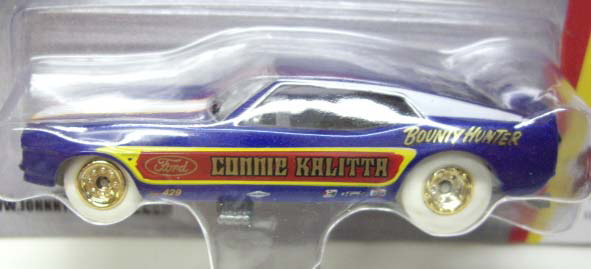 BOUNTY HUNTER
Ford
CONNIE KALITTA
429